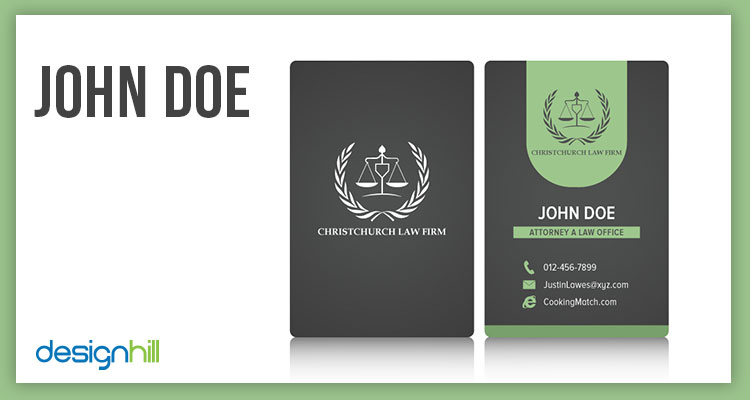 JOHN DOE
designhill
CHRISTCHURCH LAW FIRM
CHRISTCHURCH LAW FIRM
JOHN DOE
ATTORNEY A LAW OFFICE
012-456-7899
JustinLawes@xyz.com
CookingMatch.com